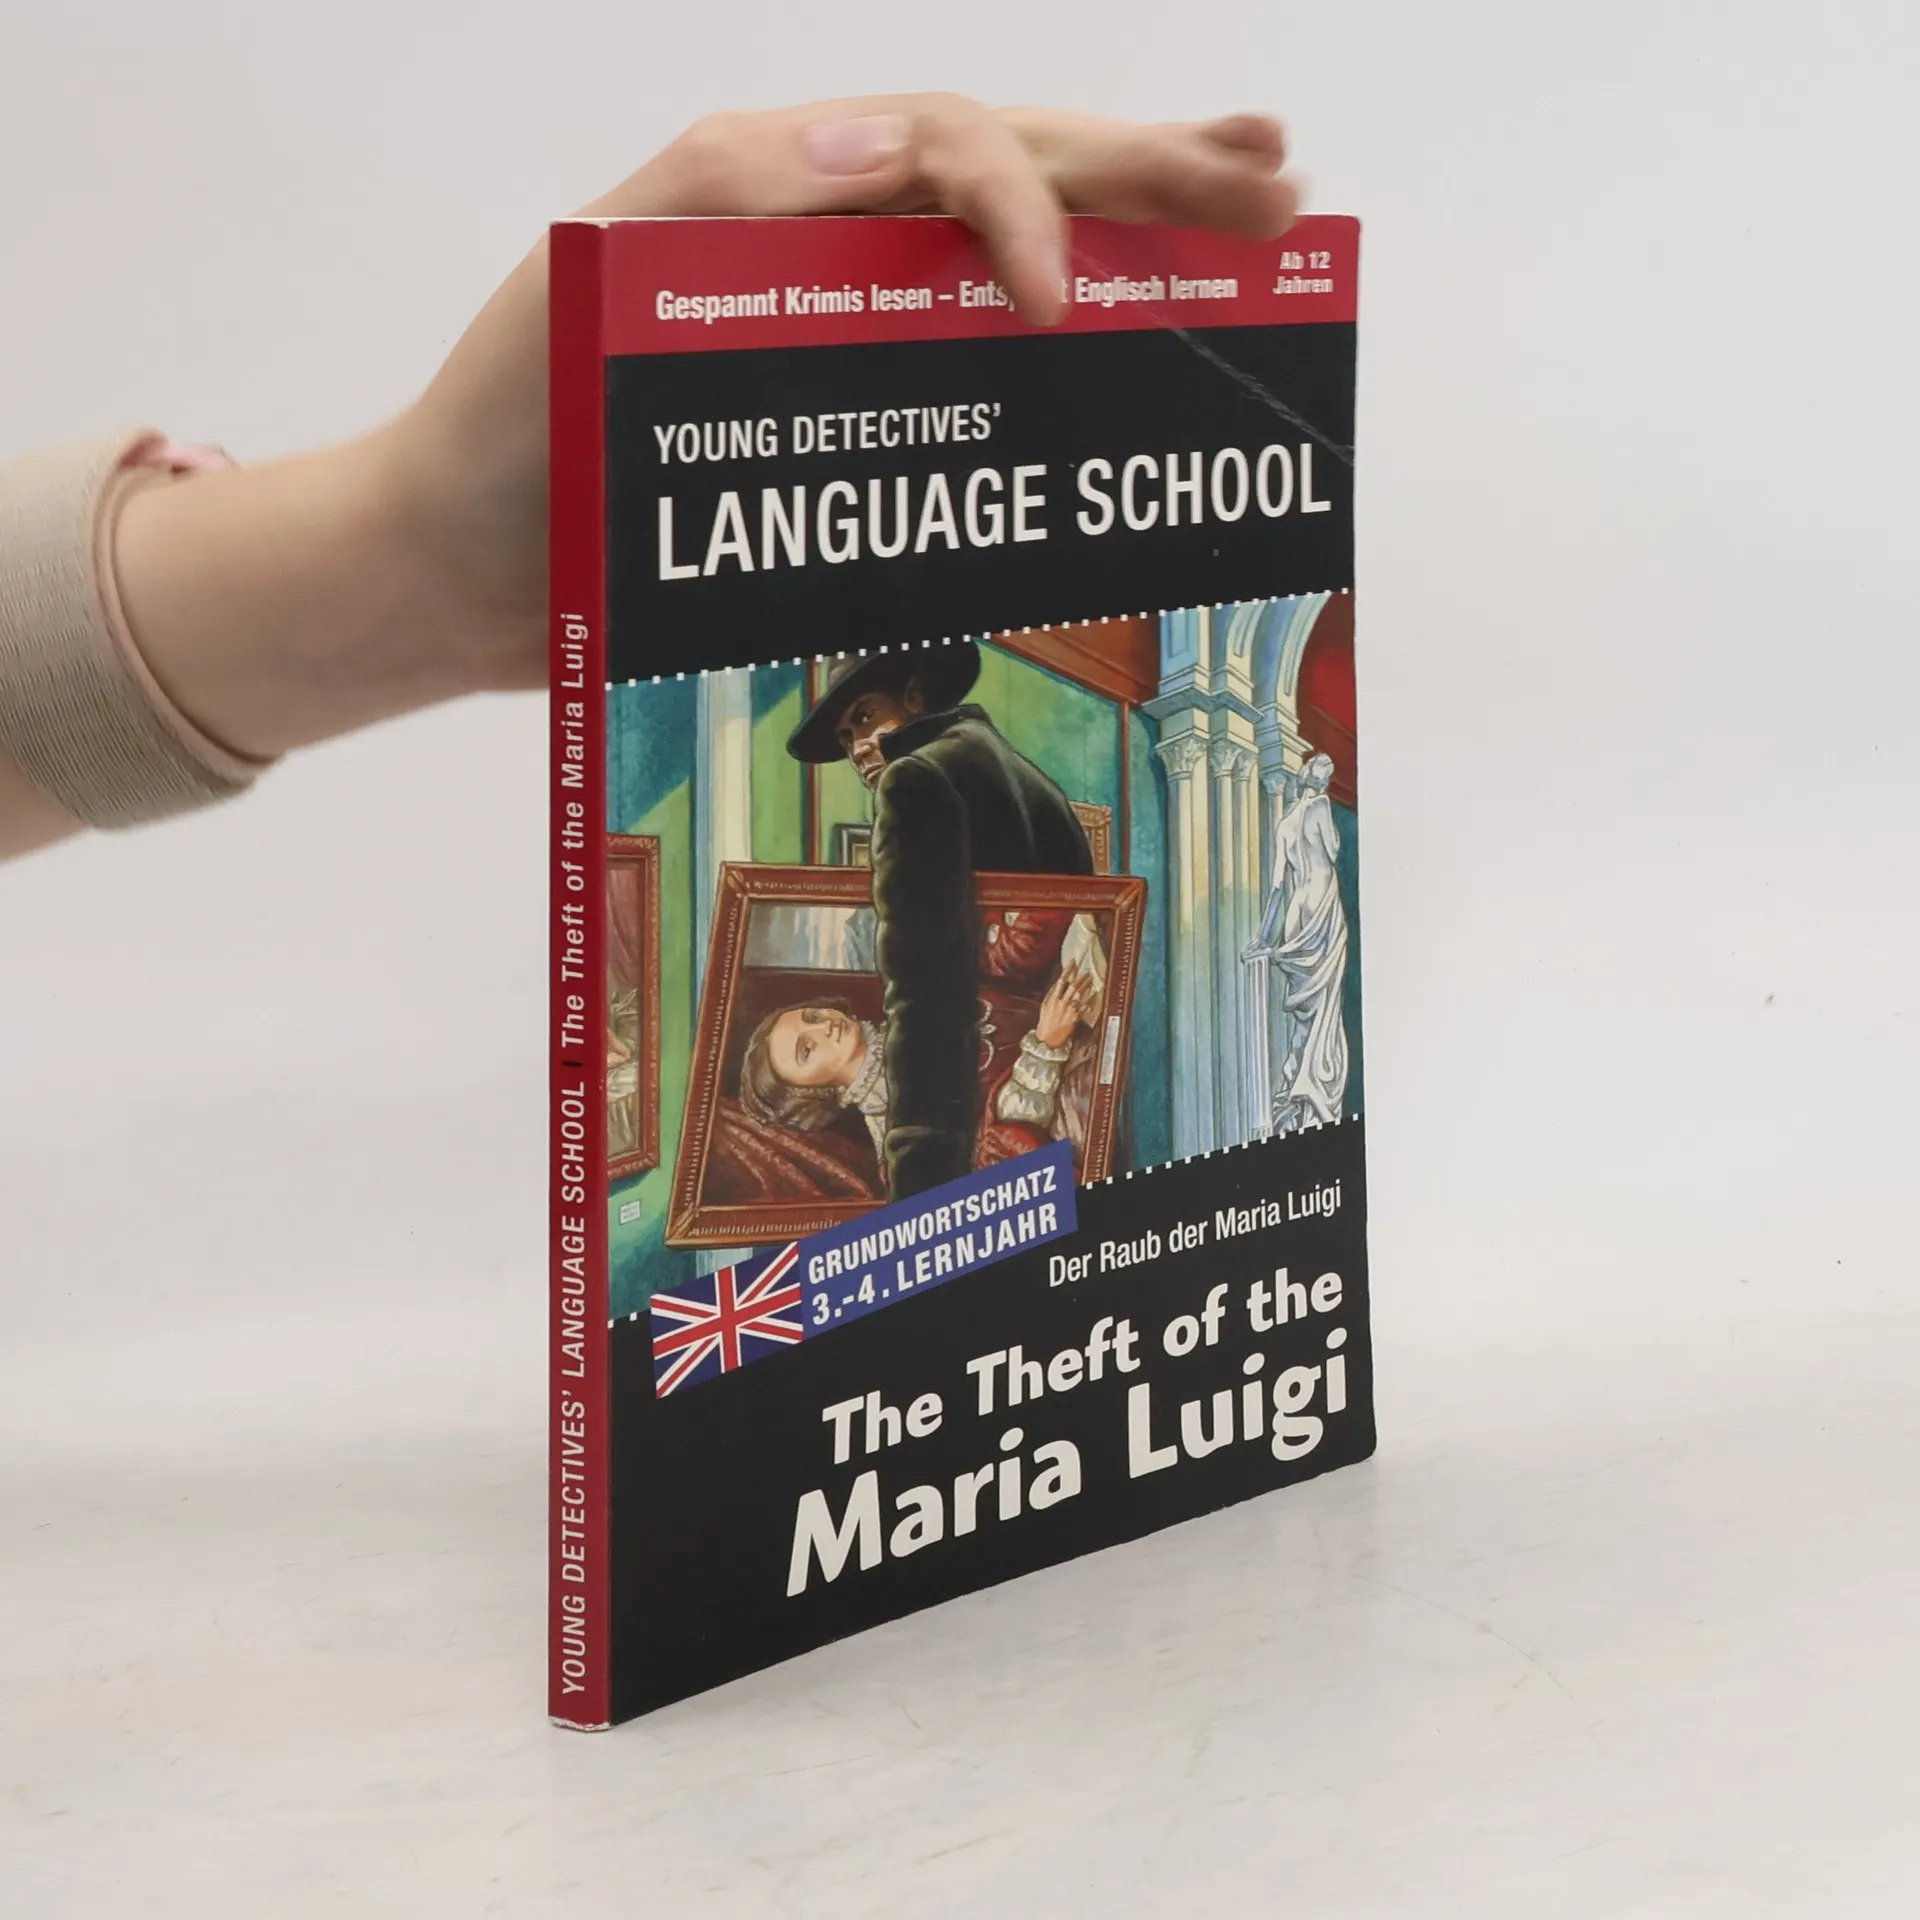 Gespannt Krimis lesen – Englisch lernen
Ab 12
Jahren
YOUNG DETECTIVES'
LANGUAGE SCHOOL
GRUNDWORTSCHATZ
3.-4. LERNJAHR
Der Raub der Maria Luigi
The Theft of the
Maria Luigi
YOUNG DETECTIVES' LANGUAGE SCHOOL I The Theft of the Maria Luigi